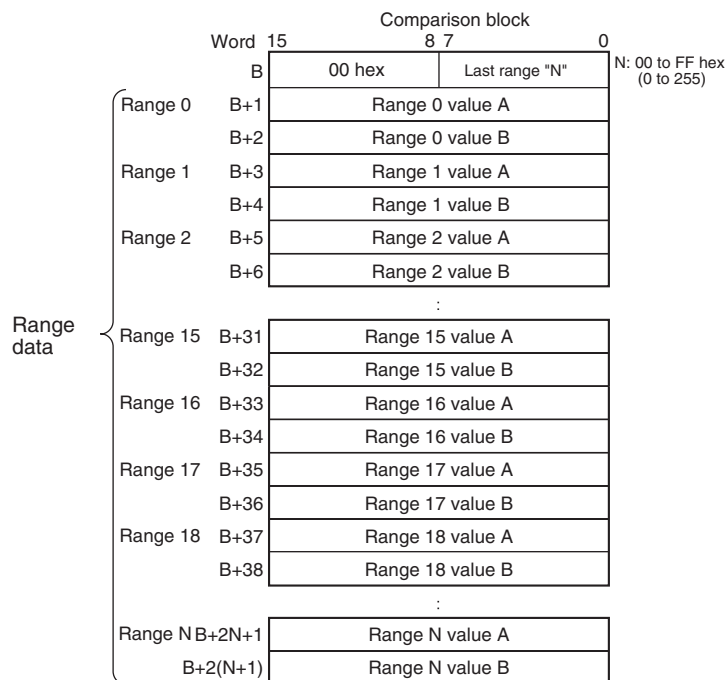 Comparison block
Word 15 8 7 0
B 00 hex Last range "N" N: 00 to FF hex
(0 to 255)
Range 0 B+1 Range 0 value A
B+2 Range 0 value B
Range 1 B+3 Range 1 value A
B+4 Range 1 value B
Range 2 B+5 Range 2 value A
B+6 Range 2 value B
:
Range data
Range 15 B+31 Range 15 value A
B+32 Range 15 value B
Range 16 B+33 Range 16 value A
B+34 Range 16 value B
Range 17 B+35 Range 17 value A
B+36 Range 17 value B
Range 18 B+37 Range 18 value A
B+38 Range 18 value B
:
Range N B+2N+1 Range N value A
B+2(N+1) Range N value B